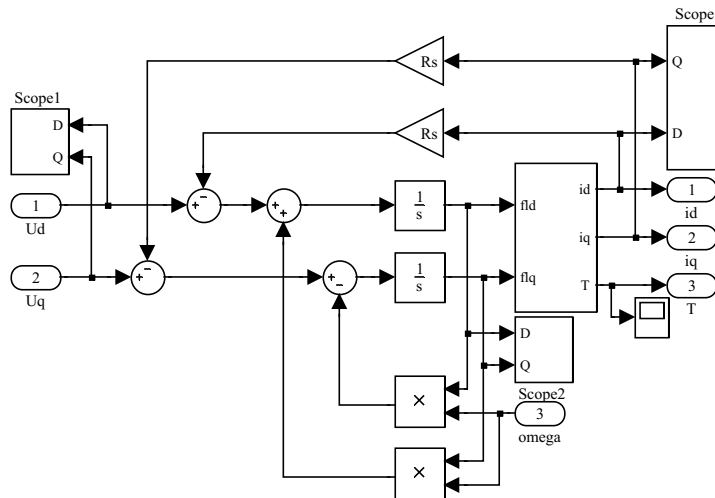 Scope
Rs
Q
Scope1
D
Q
Rs
D
1
Ud
+ −
+ +
1
s
fld
id
1
id
2
Uq
+ −
+ −
1
s
flq
iq
2
iq
T
3
T
D
Q
Scope2
×
3
omega
×